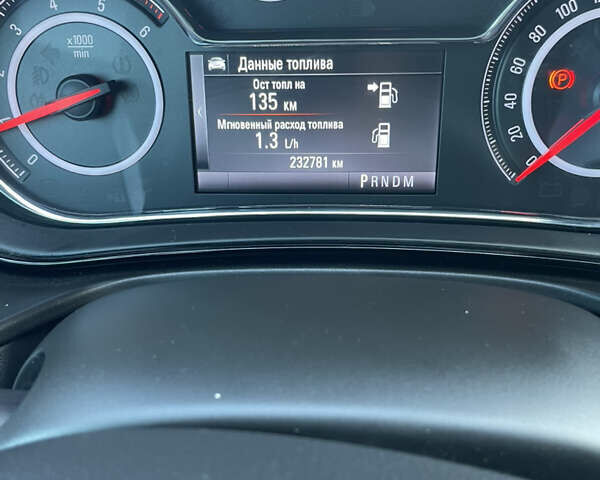 Данные топлива
Ост топл на
135 км
Мгновенный расход топлива
1.3 L/h
232781 км
PRNDM
x1000
min
0
1
2
3
4
5
6
0
20
40
60
80
100
(P)